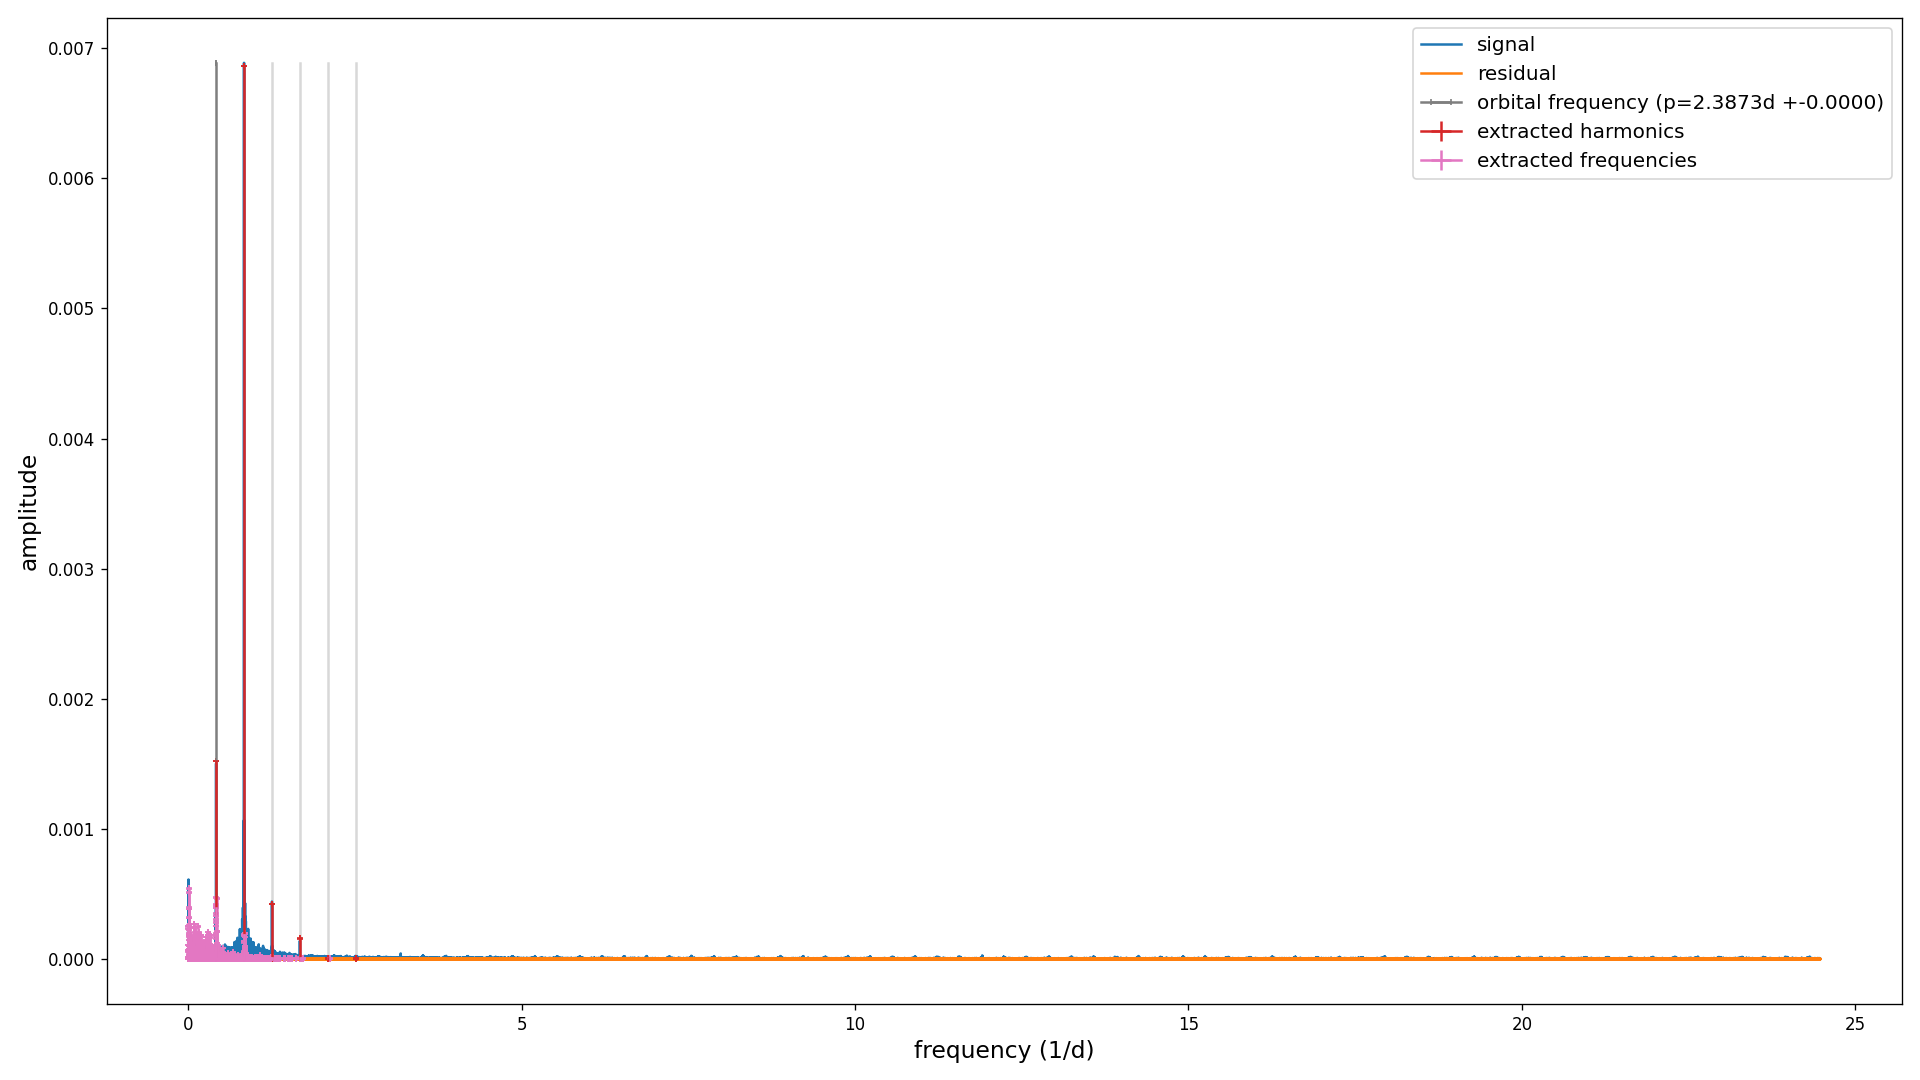 0.007
0.006
0.005
0.004
0.003
0.002
0.001
0.000
amplitude
signal
residual
orbital frequency (p=2.3873d +-0.0000)
extracted harmonics
extracted frequencies
0 5 10 15 20 25
frequency (1/d)